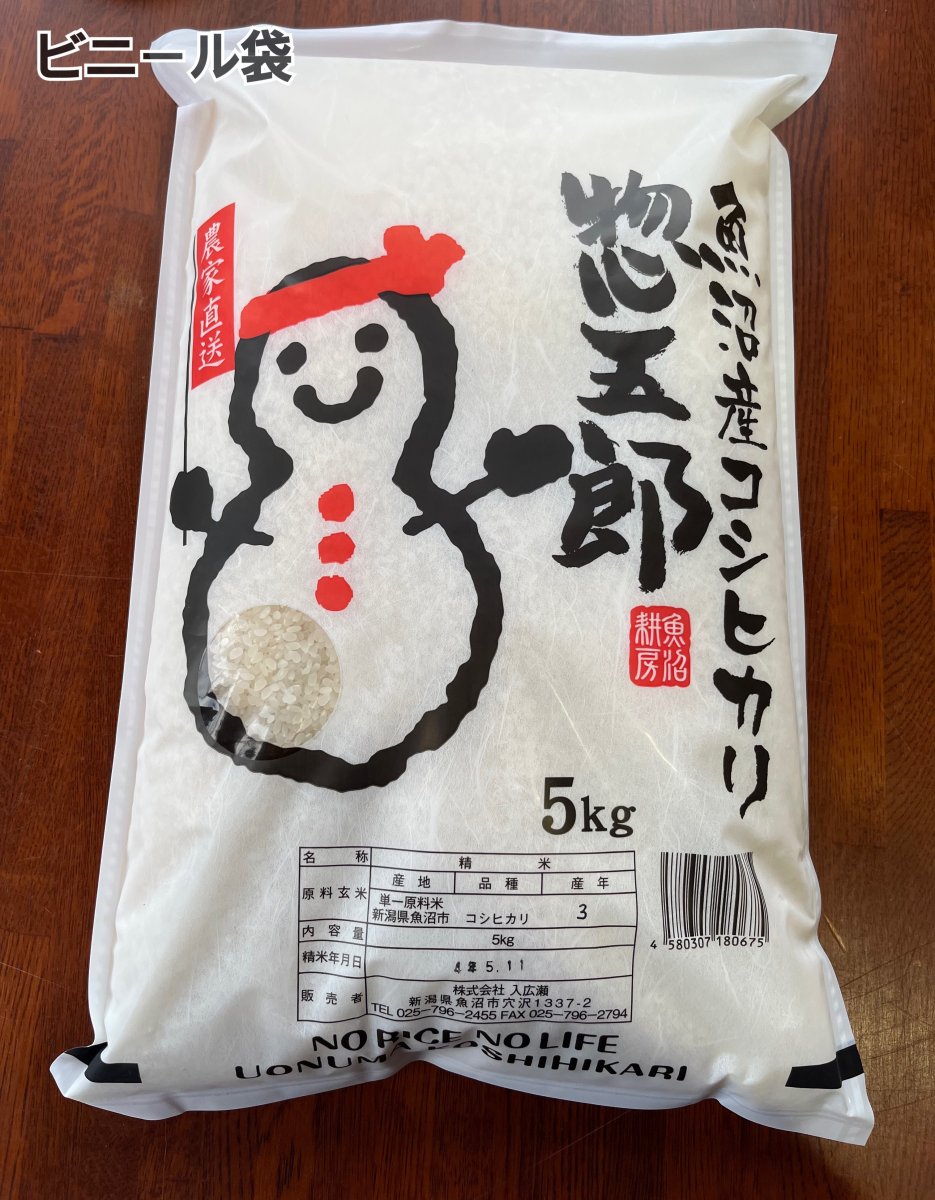 ビニール袋
魚沼産コシヒカリ
惣五郎
農家直送
魚沼
耕房
5kg
名称 精米
原料玄米 産地 品種 産年
単一原料米
新潟県魚沼市 コシヒカリ 3
内容量 5kg
精米年月日 4年5.11
販売者 株式会社 入広瀬
新潟県魚沼市穴沢1337-2
TEL 025-796-2455 FAX 025-796-2794
4 580307 180675
NO RICE NO LIFE
UONUMA KOSHIHIKARI